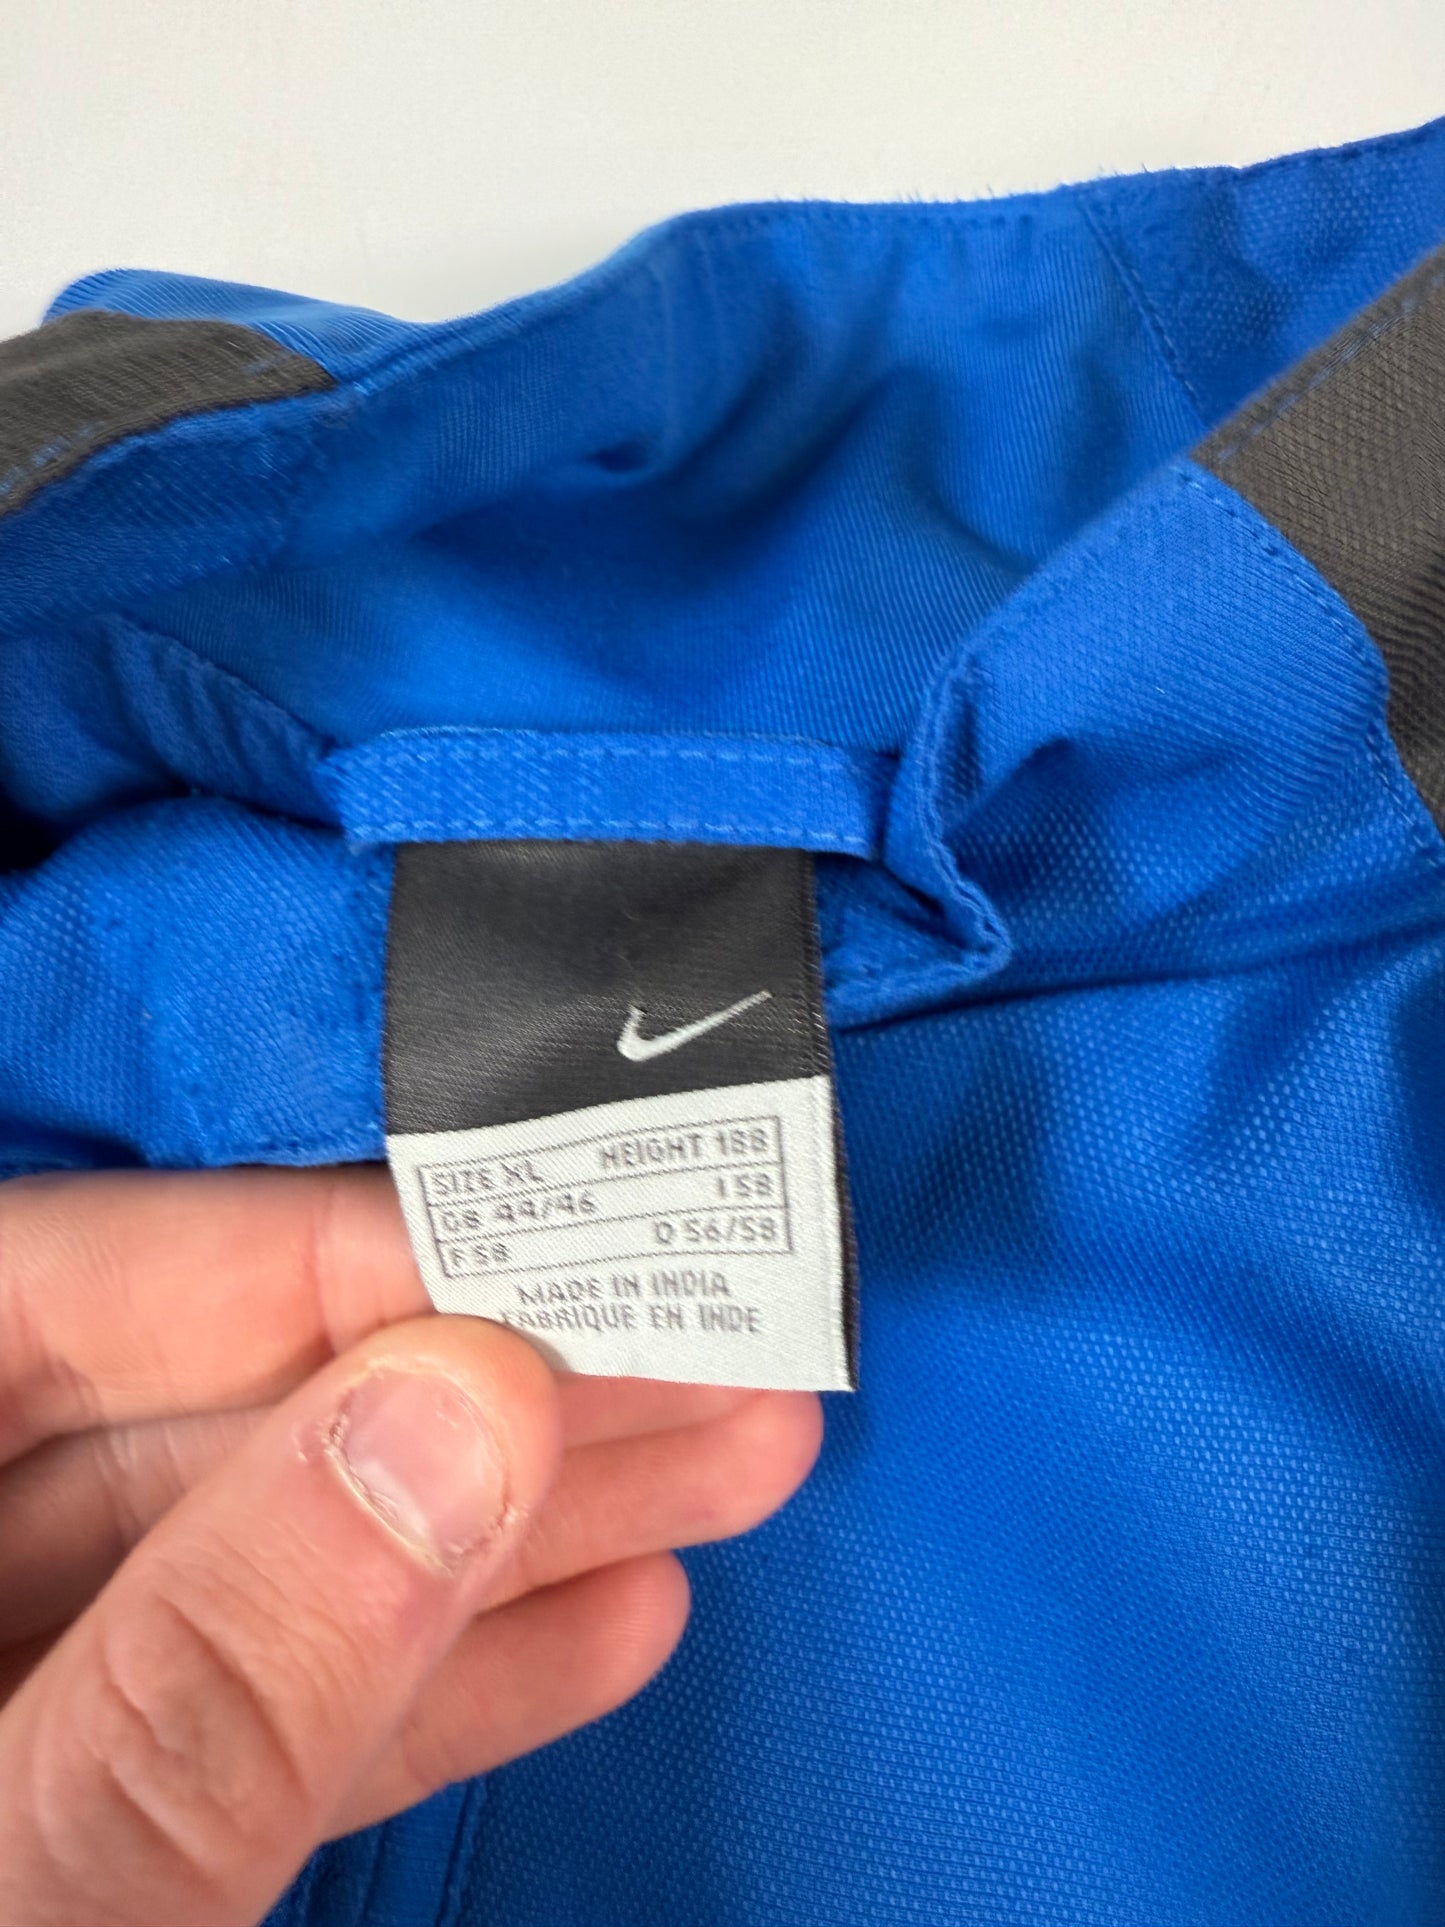 SIZE XL HEIGHT 188
GB 44/46 I 58
F 58 D 56/58
MADE IN INDIA
FABRIQUE EN INDE